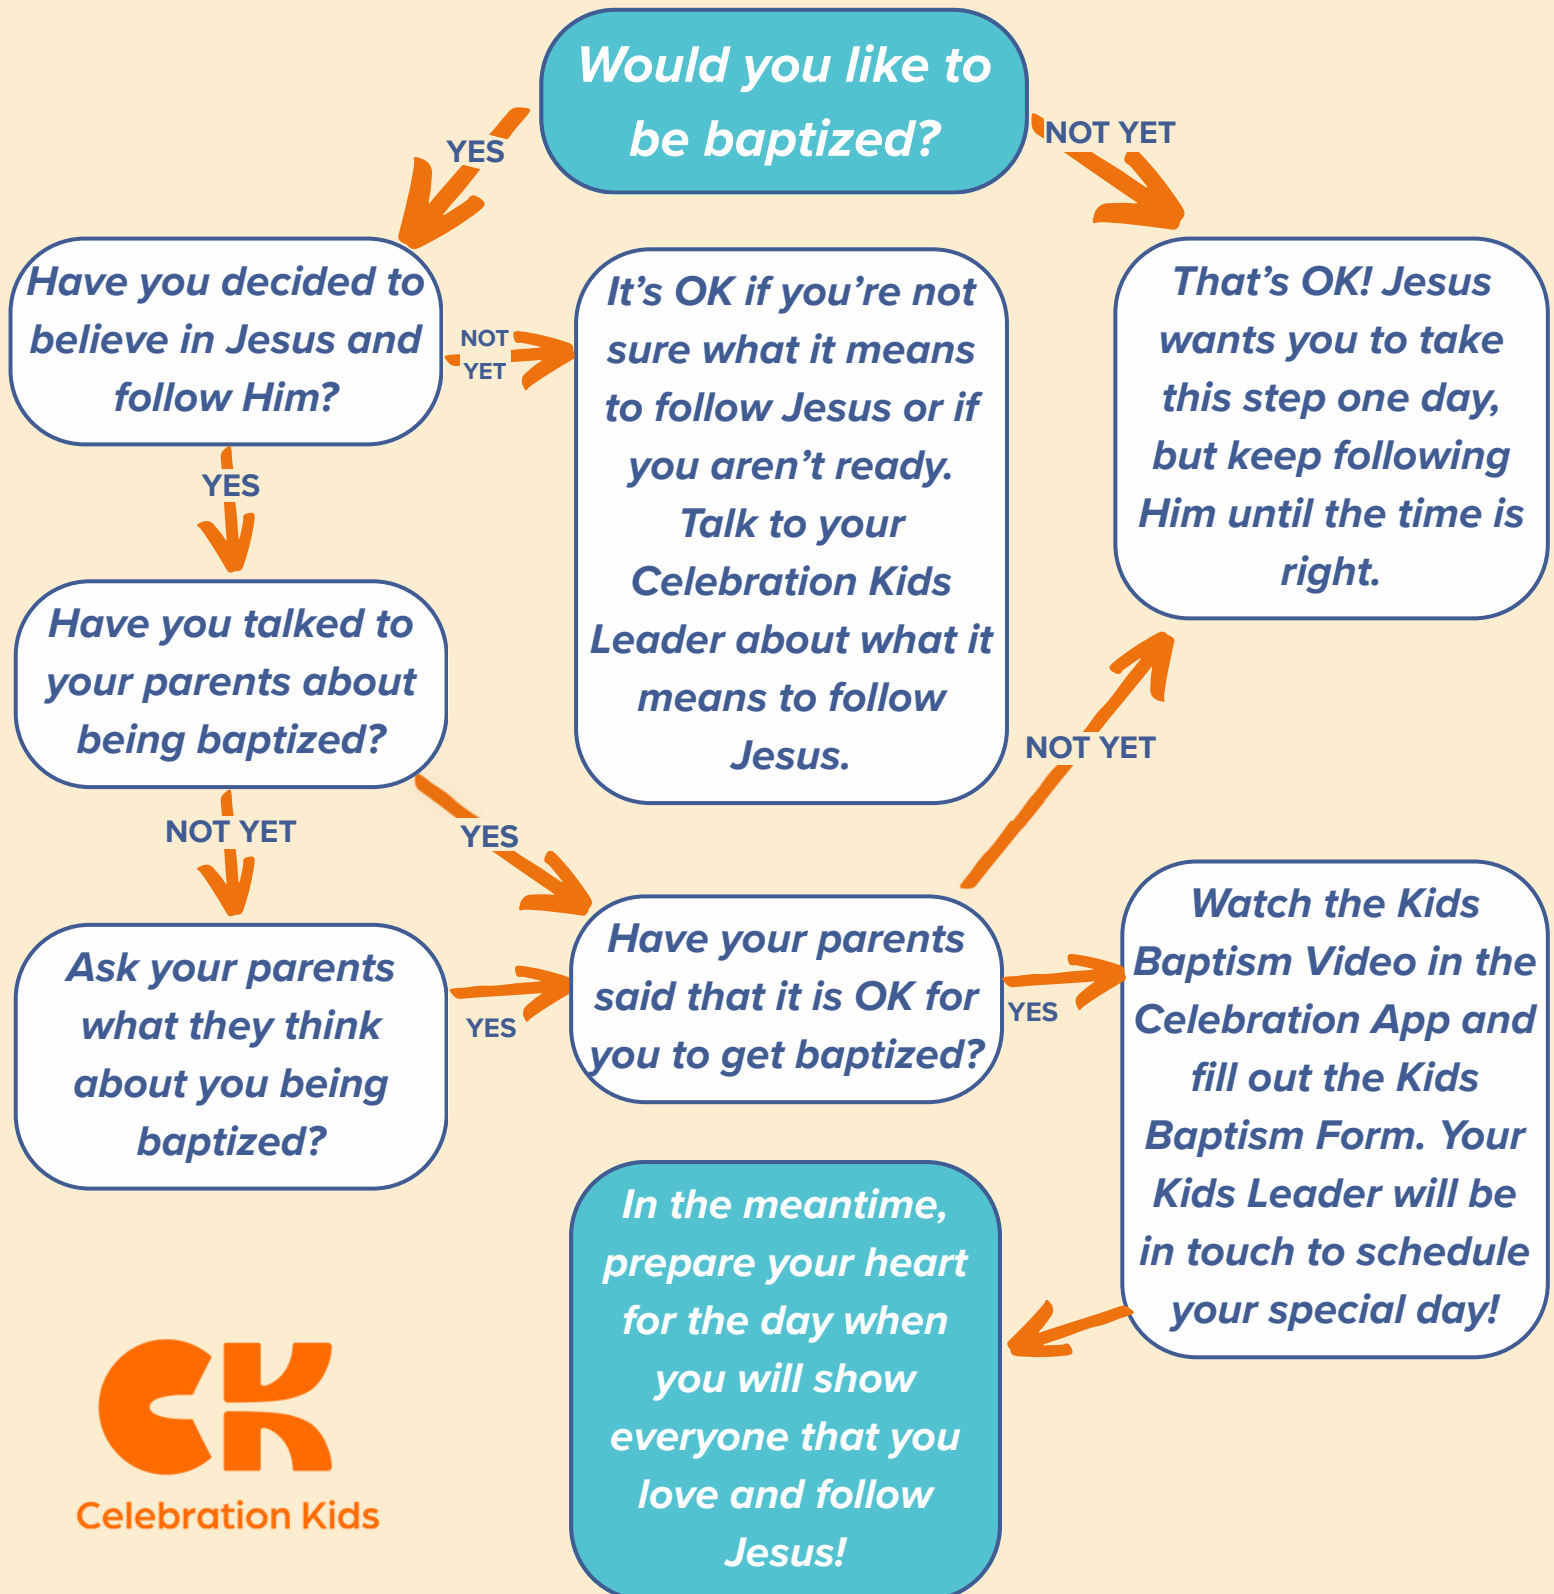 Would you like to
be baptized?
YES
NOT YET
Have you decided to
believe in Jesus and
follow Him?
NOT
YET
It's OK if you're not
sure what it means
to follow Jesus or if
you aren't ready.
Talk to your
Celebration Kids
Leader about what it
means to follow
Jesus.
That's OK! Jesus
wants you to take
this step one day,
but keep following
Him until the time is
right.
YES
Have you talked to
your parents about
being baptized?
NOT YET
YES
NOT YET
Ask your parents
what they think
about you being
baptized?
YES
Have your parents
said that it is OK for
you to get baptized?
YES
Watch the Kids
Baptism Video in the
Celebration App and
fill out the Kids
Baptism Form. Your
Kids Leader will be
in touch to schedule
your special day!
In the meantime,
prepare your heart
for the day when
you will show
everyone that you
love and follow
Jesus!
CK
Celebration Kids